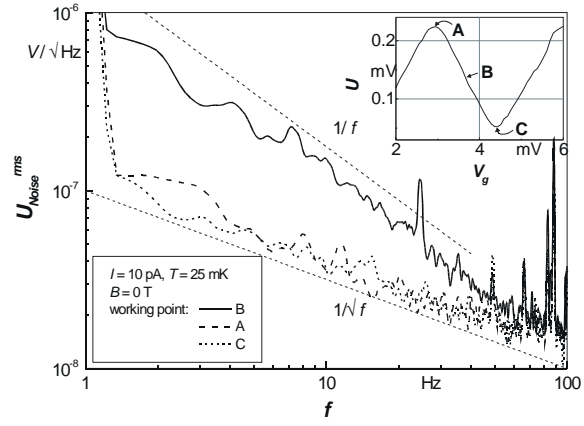 10⁻⁶
V/√Hz
10⁻⁷
10⁻⁸
U_Noise^rms
1/f
1/√f
I = 10 pA, T = 25 mK
B = 0 T
working point: B
A
C
1
10
Hz
100
f
0.2
mV
0.1
U
A
B
C
2
4
mV
6
V_g